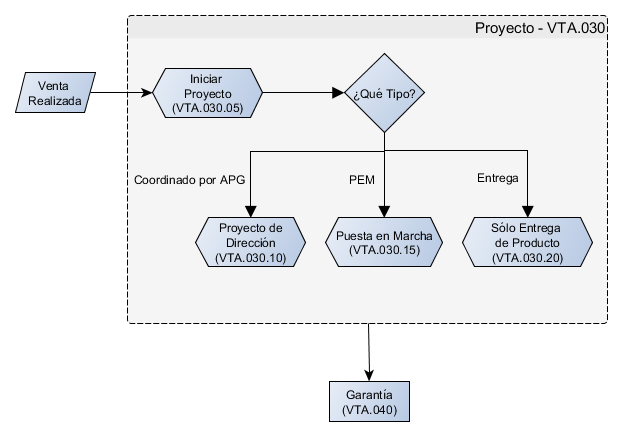 Proyecto - VTA.030
Venta
Realizada
Iniciar
Proyecto
(VTA.030.05)
¿Qué Tipo?
Coordinado por APG
PEM
Entrega
Proyecto de
Dirección
(VTA.030.10)
Puesta en Marcha
(VTA.030.15)
Sólo Entrega
de Producto
(VTA.030.20)
Garantía
(VTA.040)